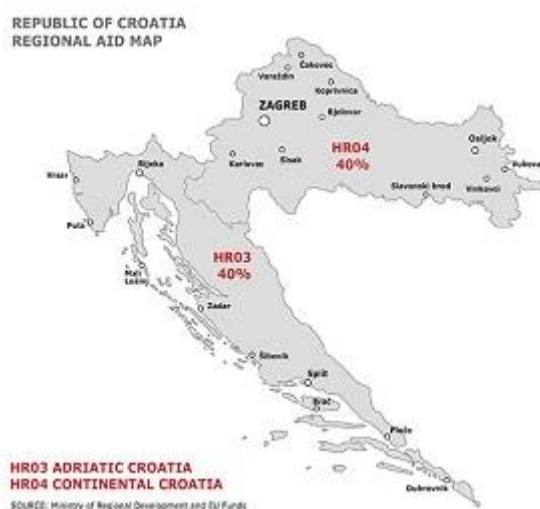 REPUBLIC OF CROATIA
REGIONAL AID MAP
Čakovec
Varaždin
Koprivnica
ZAGREB
Bjelovar
HR04
40%
Osijek
Rijeka
Karlovac
Sisak
Vukovar
Vrsar
Slavonski brod
Vinkovci
Pula
HR03
40%
Mali
Lošinj
Zadar
Šibenik
Split
Brač
Ploče
HR03 ADRIATIC CROATIA
HR04 CONTINENTAL CROATIA
Dubrovnik
SOURCE: Ministry of Regional Development and EU Funds